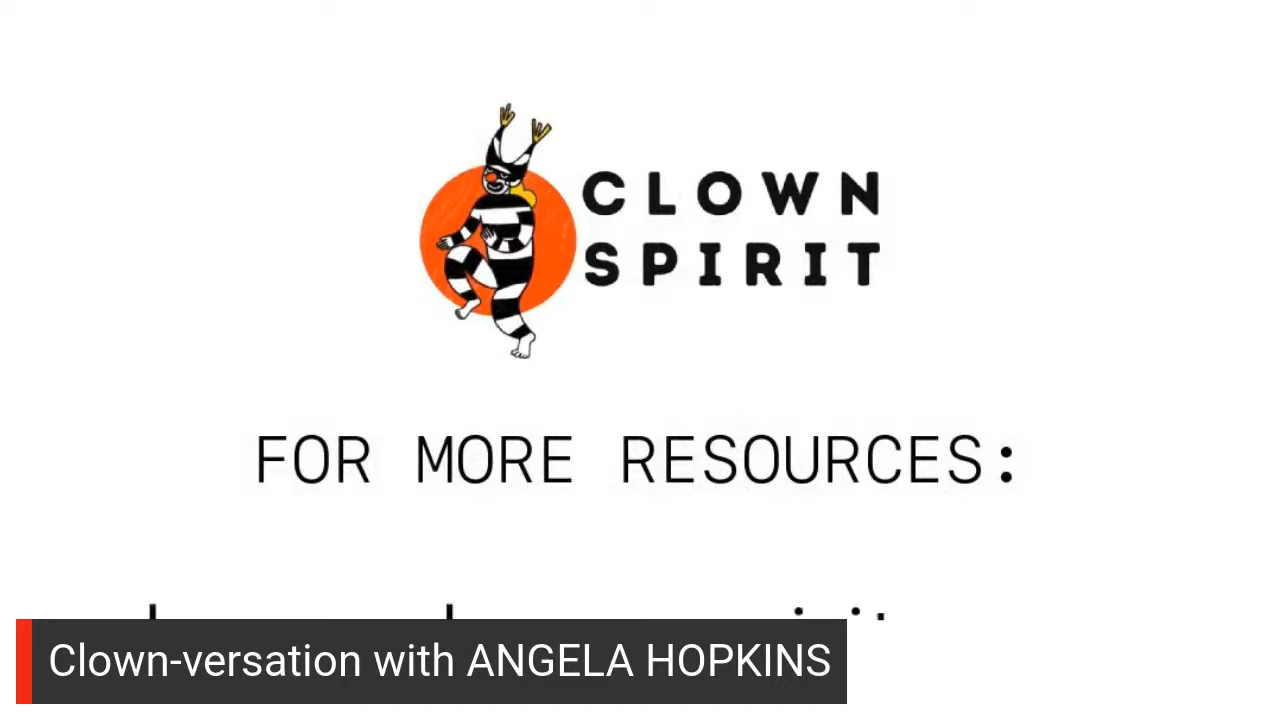 CLOWN
SPIRIT
FOR MORE RESOURCES:
Clown-versation with ANGELA HOPKINS